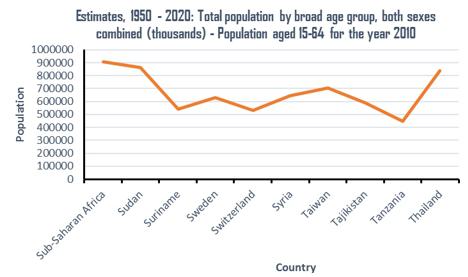 Estimates, 1950 - 2020: Total population by broad age group, both sexes
combined (thousands) - Population aged 15-64 for the year 2010
1000000
900000
800000
700000
600000
500000
400000
300000
200000
100000
0
Population
Sub-Saharan Africa
Sudan
Suriname
Sweden
Switzerland
Syria
Taiwan
Tajikistan
Tanzania
Thailand
Country